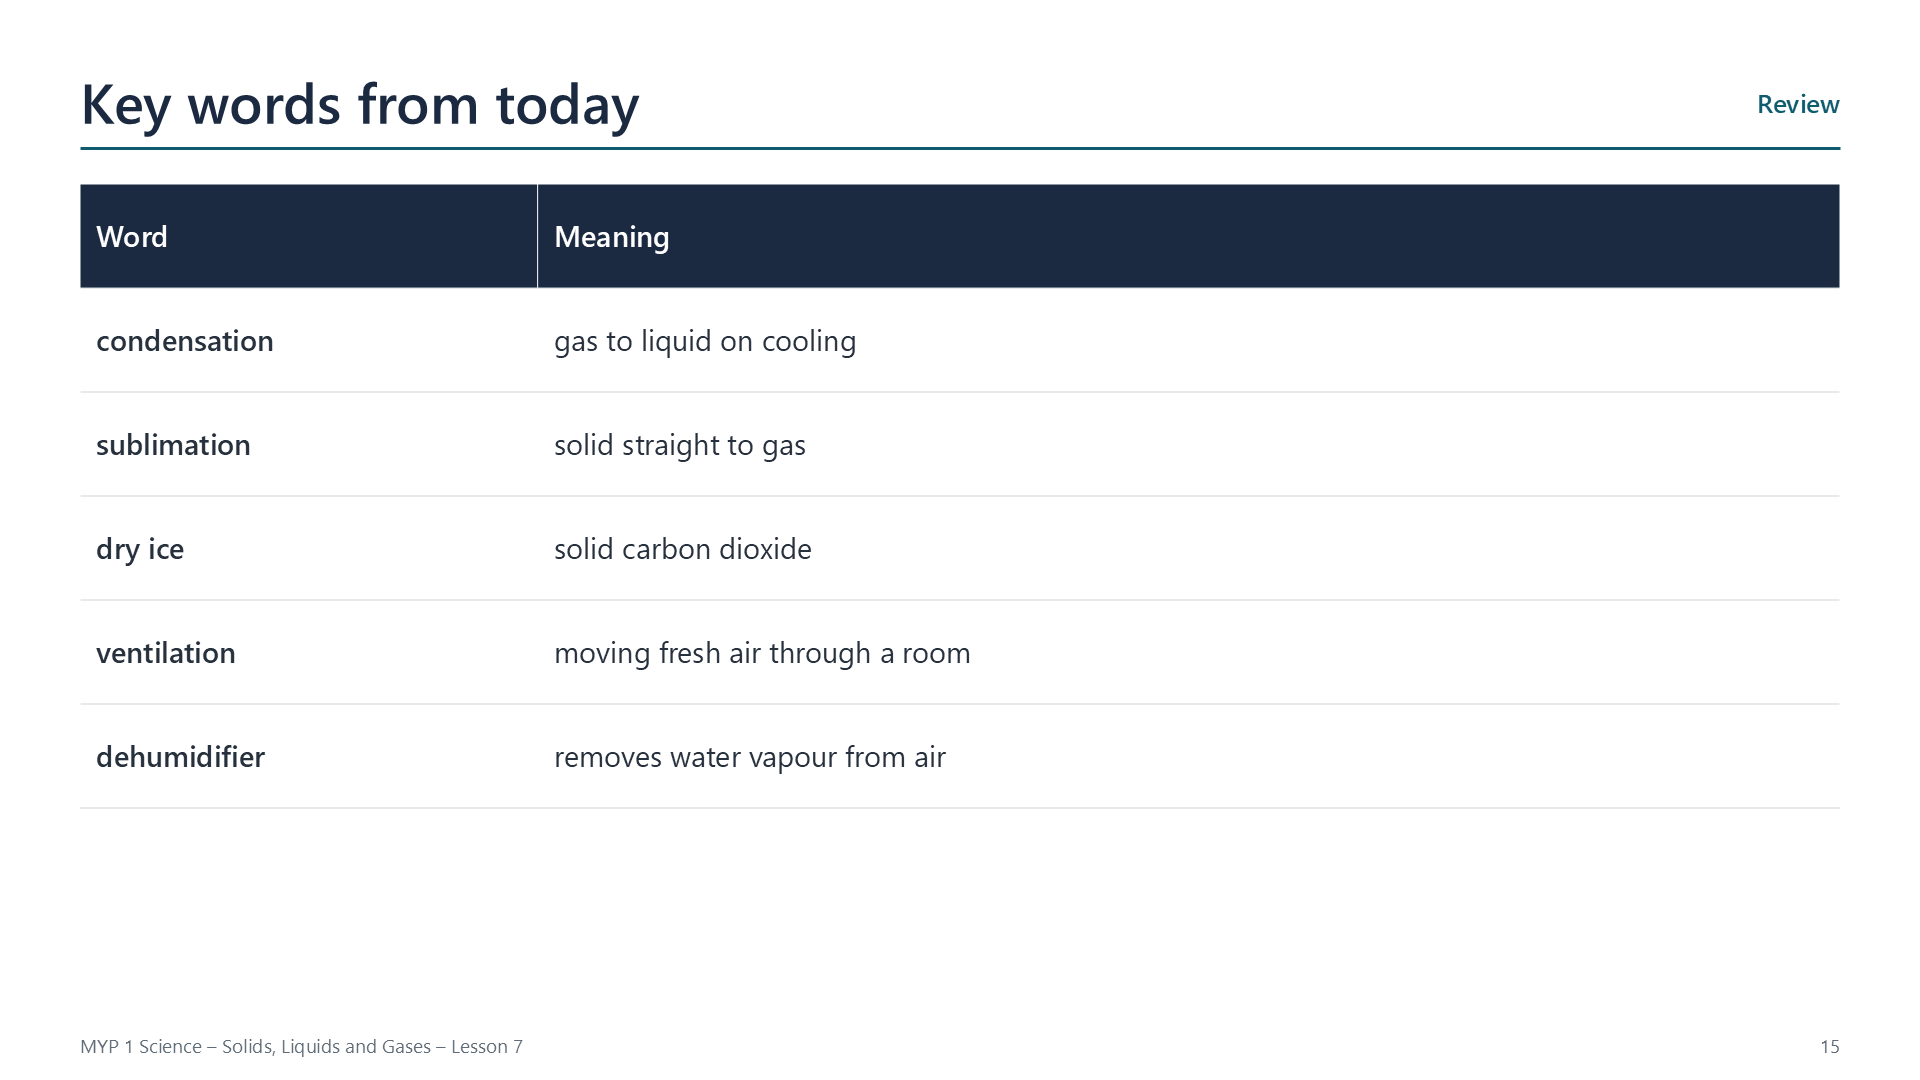 Key words from today
Review
Word Meaning
condensation gas to liquid on cooling
sublimation solid straight to gas
dry ice solid carbon dioxide
ventilation moving fresh air through a room
dehumidifier removes water vapour from air
MYP 1 Science – Solids, Liquids and Gases – Lesson 7
15